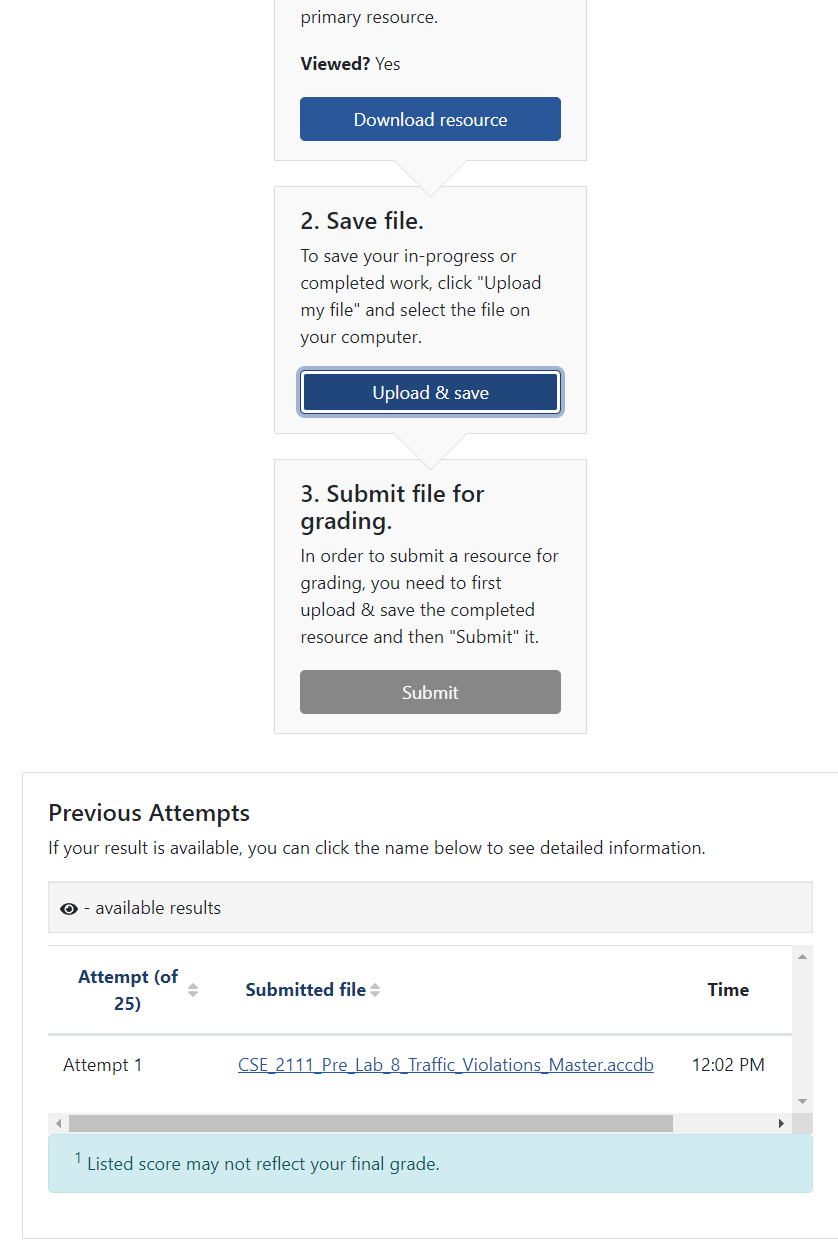 primary resource.
Viewed? Yes
Download resource
2. Save file.
To save your in-progress or
completed work, click "Upload
my file" and select the file on
your computer.
Upload & save
3. Submit file for
grading.
In order to submit a resource for
grading, you need to first
upload & save the completed
resource and then "Submit" it.
Submit
Previous Attempts
If your result is available, you can click the name below to see detailed information.
- available results
Attempt (of
25)
Submitted file
Time
Attempt 1
CSE_2111_Pre_Lab_8_Traffic_Violations_Master.accdb
12:02 PM
1 Listed score may not reflect your final grade.